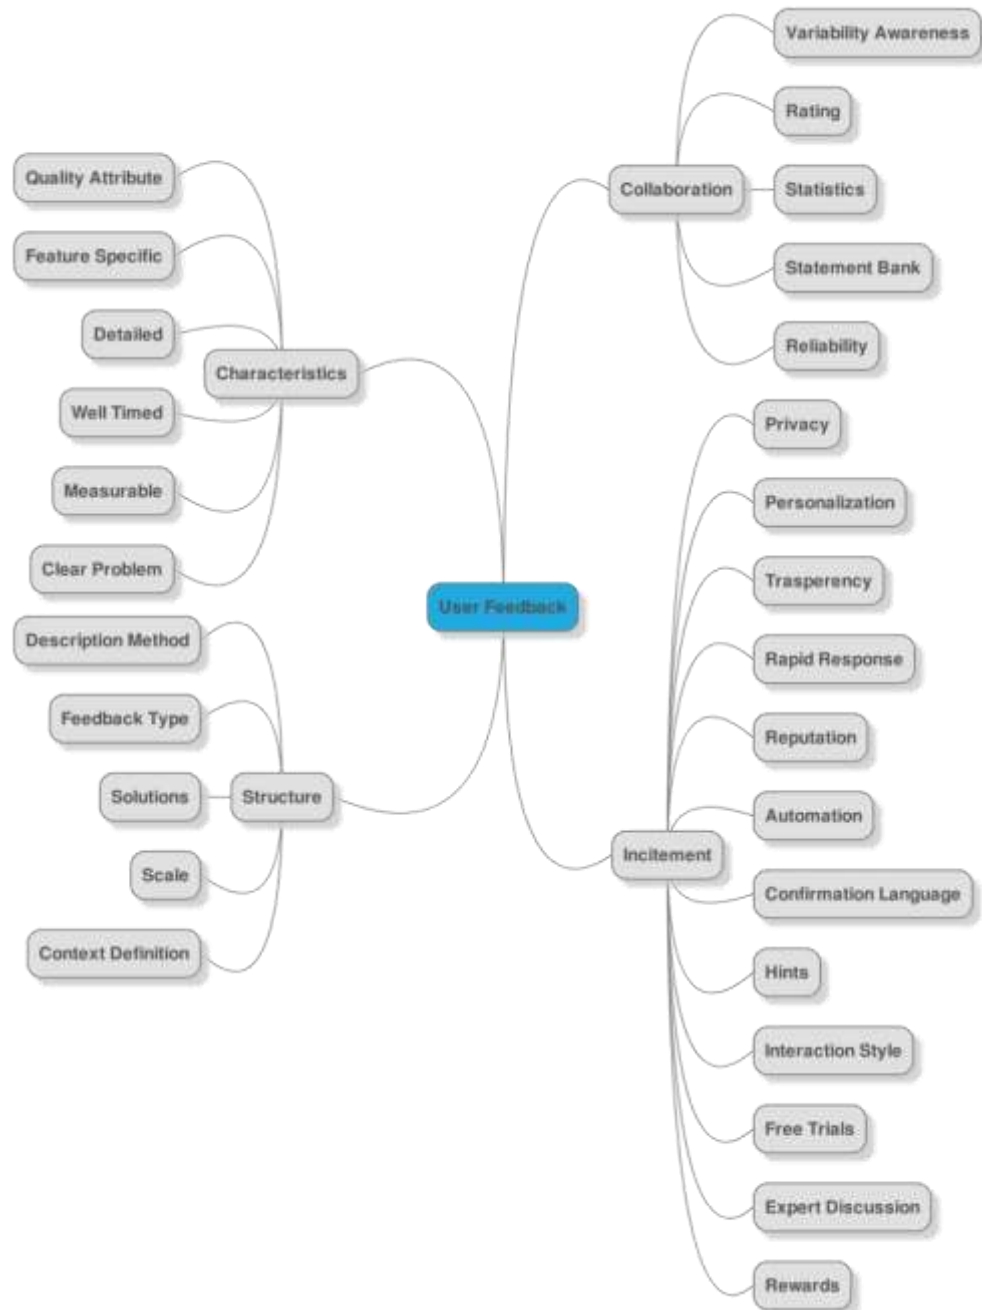 User Feedback
Characteristics
Quality Attribute
Feature Specific
Detailed
Well Timed
Measurable
Clear Problem
Structure
Description Method
Feedback Type
Solutions
Scale
Context Definition
Collaboration
Variability Awareness
Rating
Statistics
Statement Bank
Reliability
Incitement
Privacy
Personalization
Trasperency
Rapid Response
Reputation
Automation
Confirmation Language
Hints
Interaction Style
Free Trials
Expert Discussion
Rewards